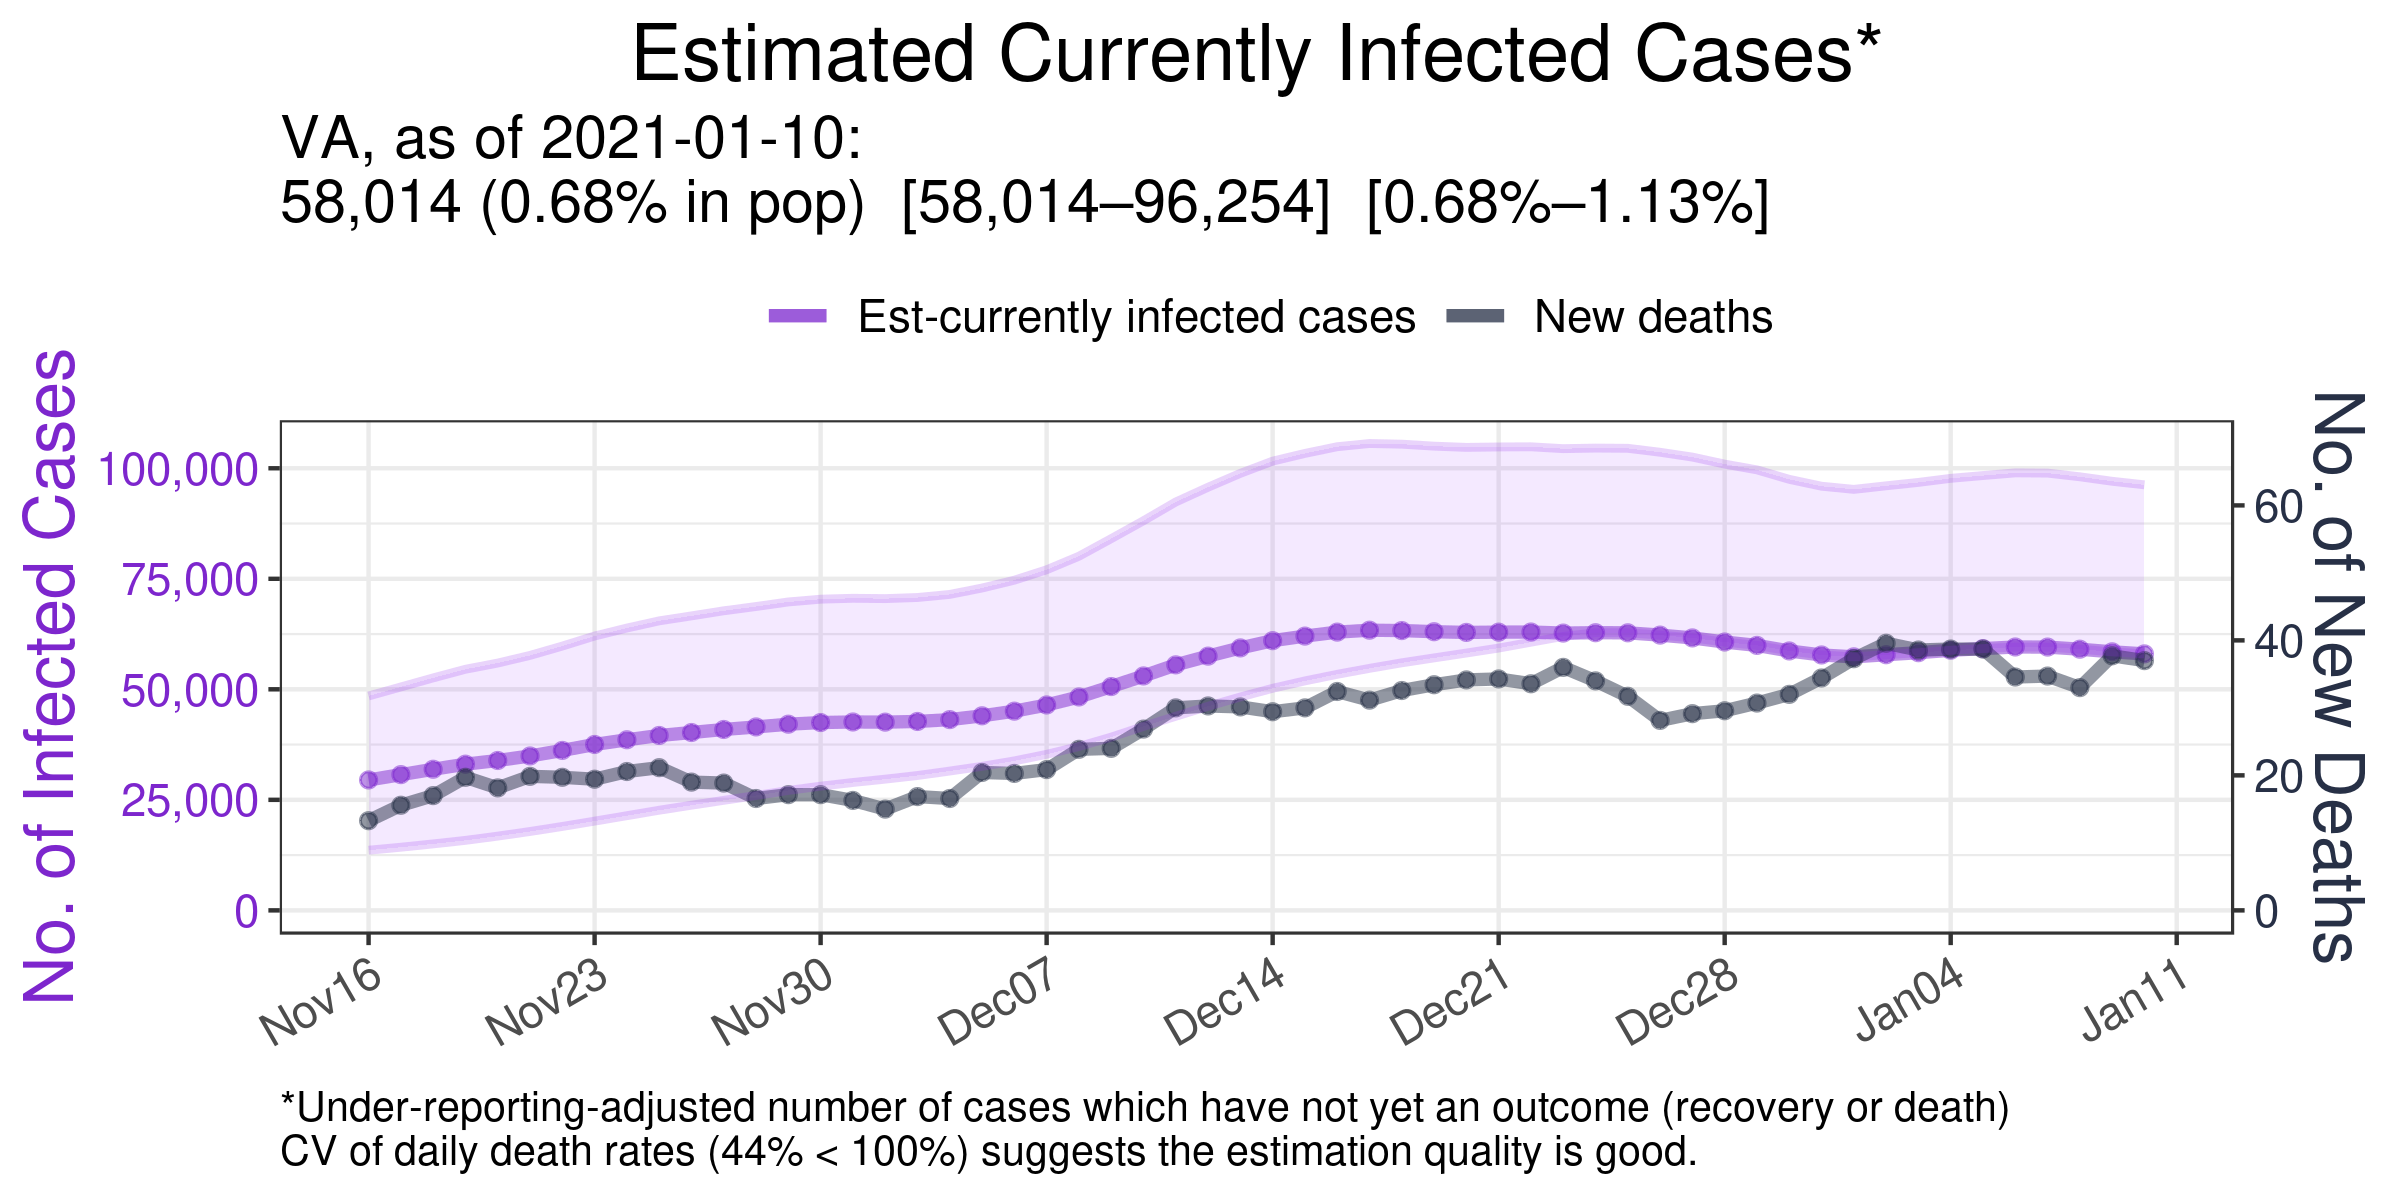 Estimated Currently Infected Cases*
VA, as of 2021-01-10:
58,014 (0.68% in pop) [58,014–96,254] [0.68%–1.13%]
Est-currently infected cases
New deaths
No. of Infected Cases
100,000
75,000
50,000
25,000
0
No. of New Deaths
60
40
20
0
Nov16
Nov23
Nov30
Dec07
Dec14
Dec21
Dec28
Jan04
Jan11
*Under-reporting-adjusted number of cases which have not yet an outcome (recovery or death)
CV of daily death rates (44% < 100%) suggests the estimation quality is good.